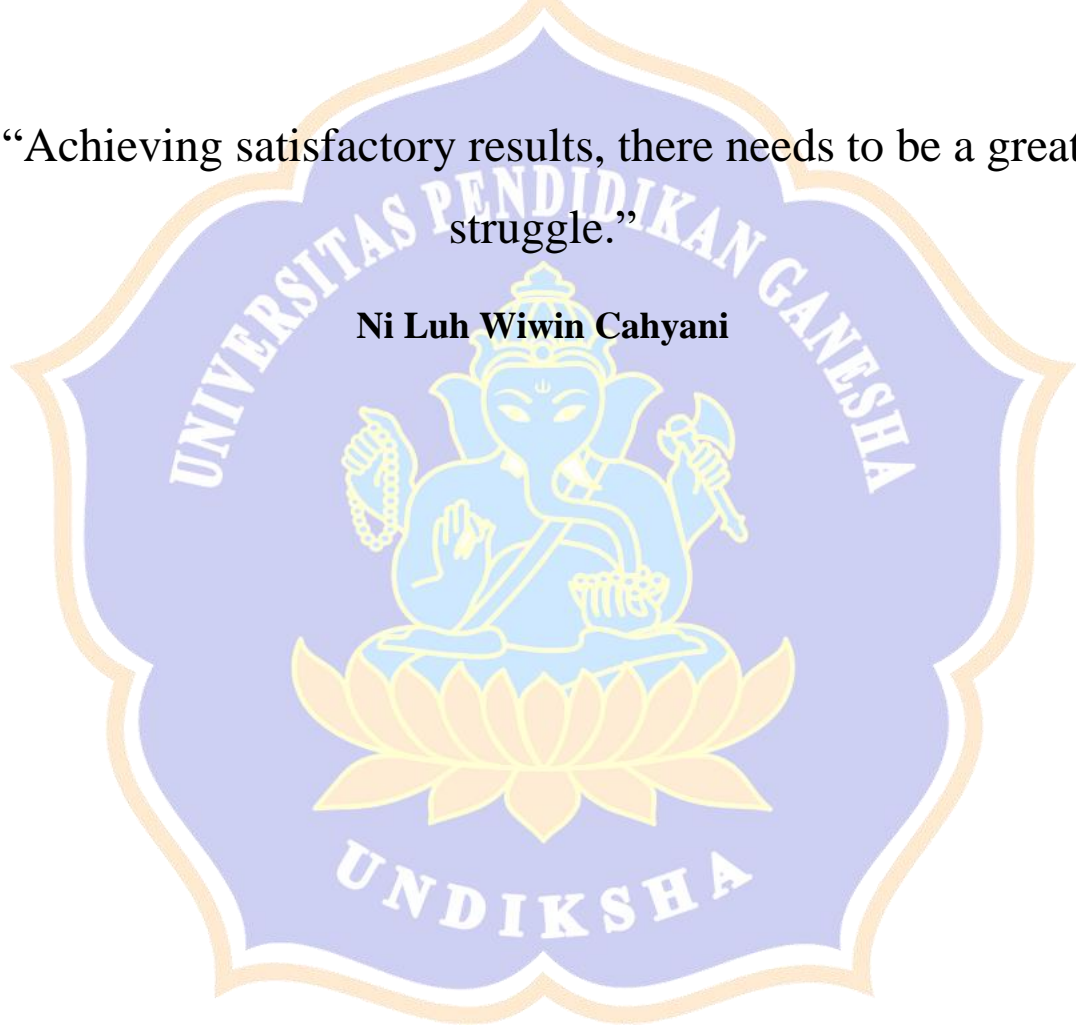 “Achieving satisfactory results, there needs to be a great
struggle.”
UNIVERSITAS PENDIDIKAN GANESHA
Ni Luh Wiwin Cahyani
UNDIKSHA